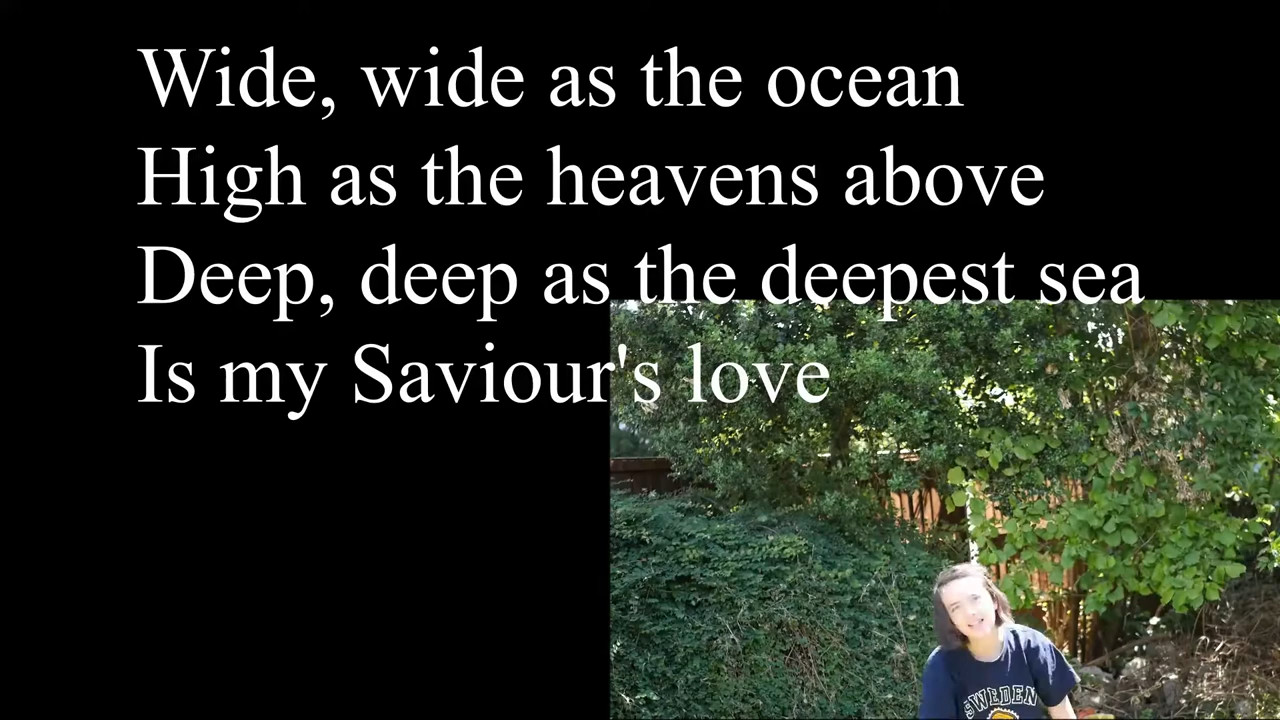 Wide, wide as the ocean
High as the heavens above
Deep, deep as the deepest sea
Is my Saviour's love
SWEDEN